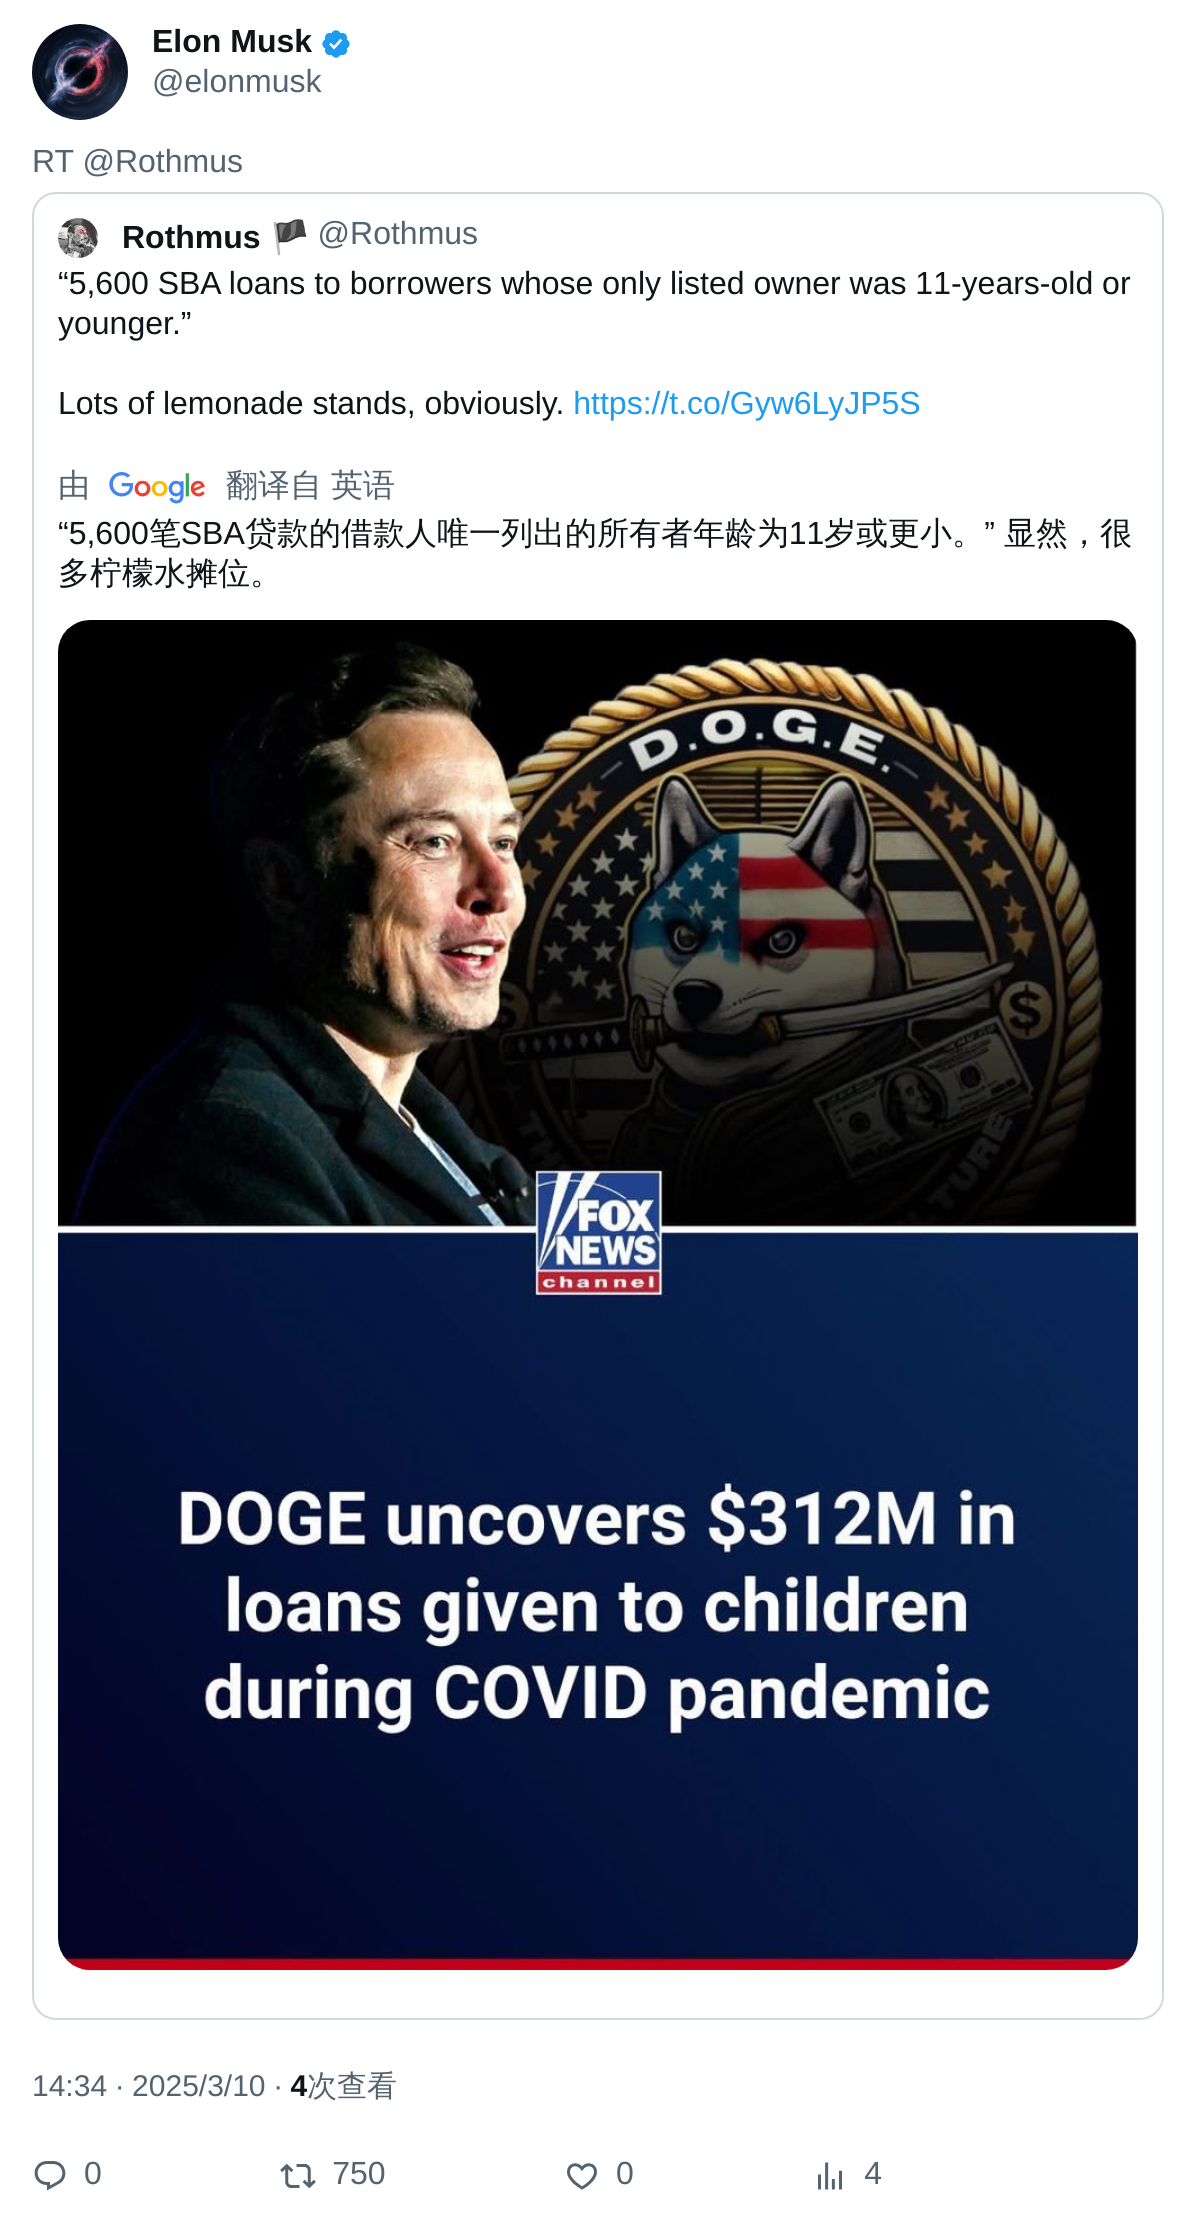 Elon Musk
@elonmusk
RT @Rothmus
Rothmus 🏴 @Rothmus
“5,600 SBA loans to borrowers whose only listed owner was 11-years-old or
younger.”
Lots of lemonade stands, obviously. https://t.co/Gyw6LyJP5S
由 Google 翻译自 英语
“5,600笔SBA贷款的借款人唯一列出的所有者年龄为11岁或更小。” 显然，很
多柠檬水摊位。
D.O.G.E.
$
$
TURE
FOX
NEWS
channel
DOGE uncovers $312M in
loans given to children
during COVID pandemic
14:34 · 2025/3/10 · 4次查看
0 750 0 4